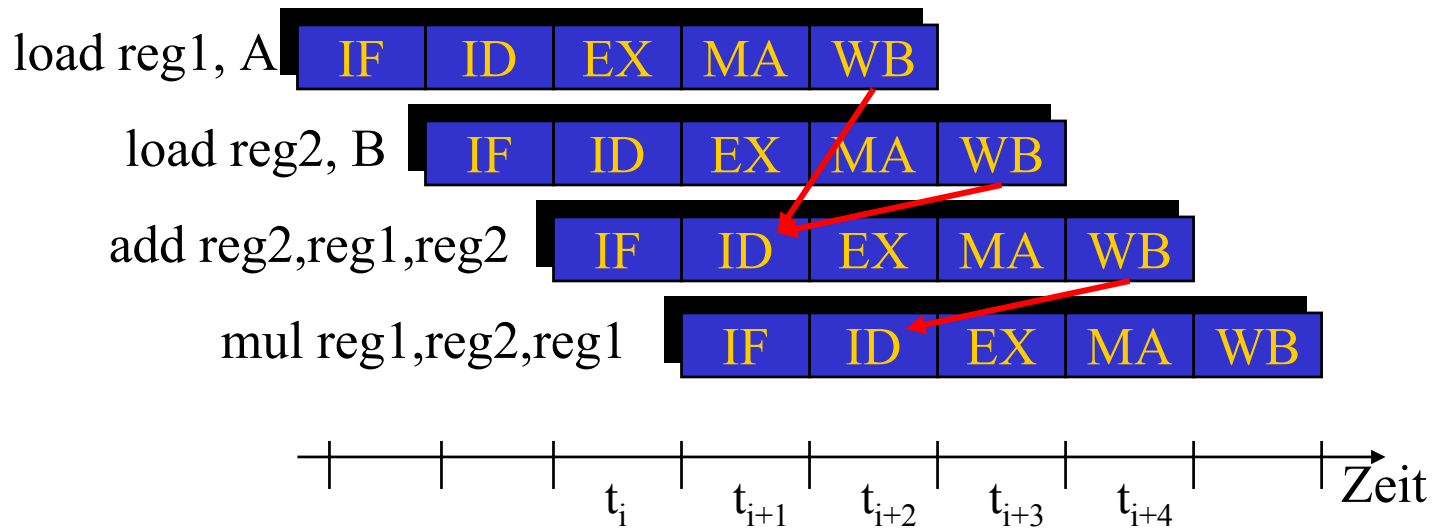 load reg1, A IF ID EX MA WB
load reg2, B IF ID EX MA WB
add reg2,reg1,reg2 IF ID EX MA WB
mul reg1,reg2,reg1 IF ID EX MA WB
Zeit
tᵢ tᵢ₊₁ tᵢ₊₂ tᵢ₊₃ tᵢ₊₄